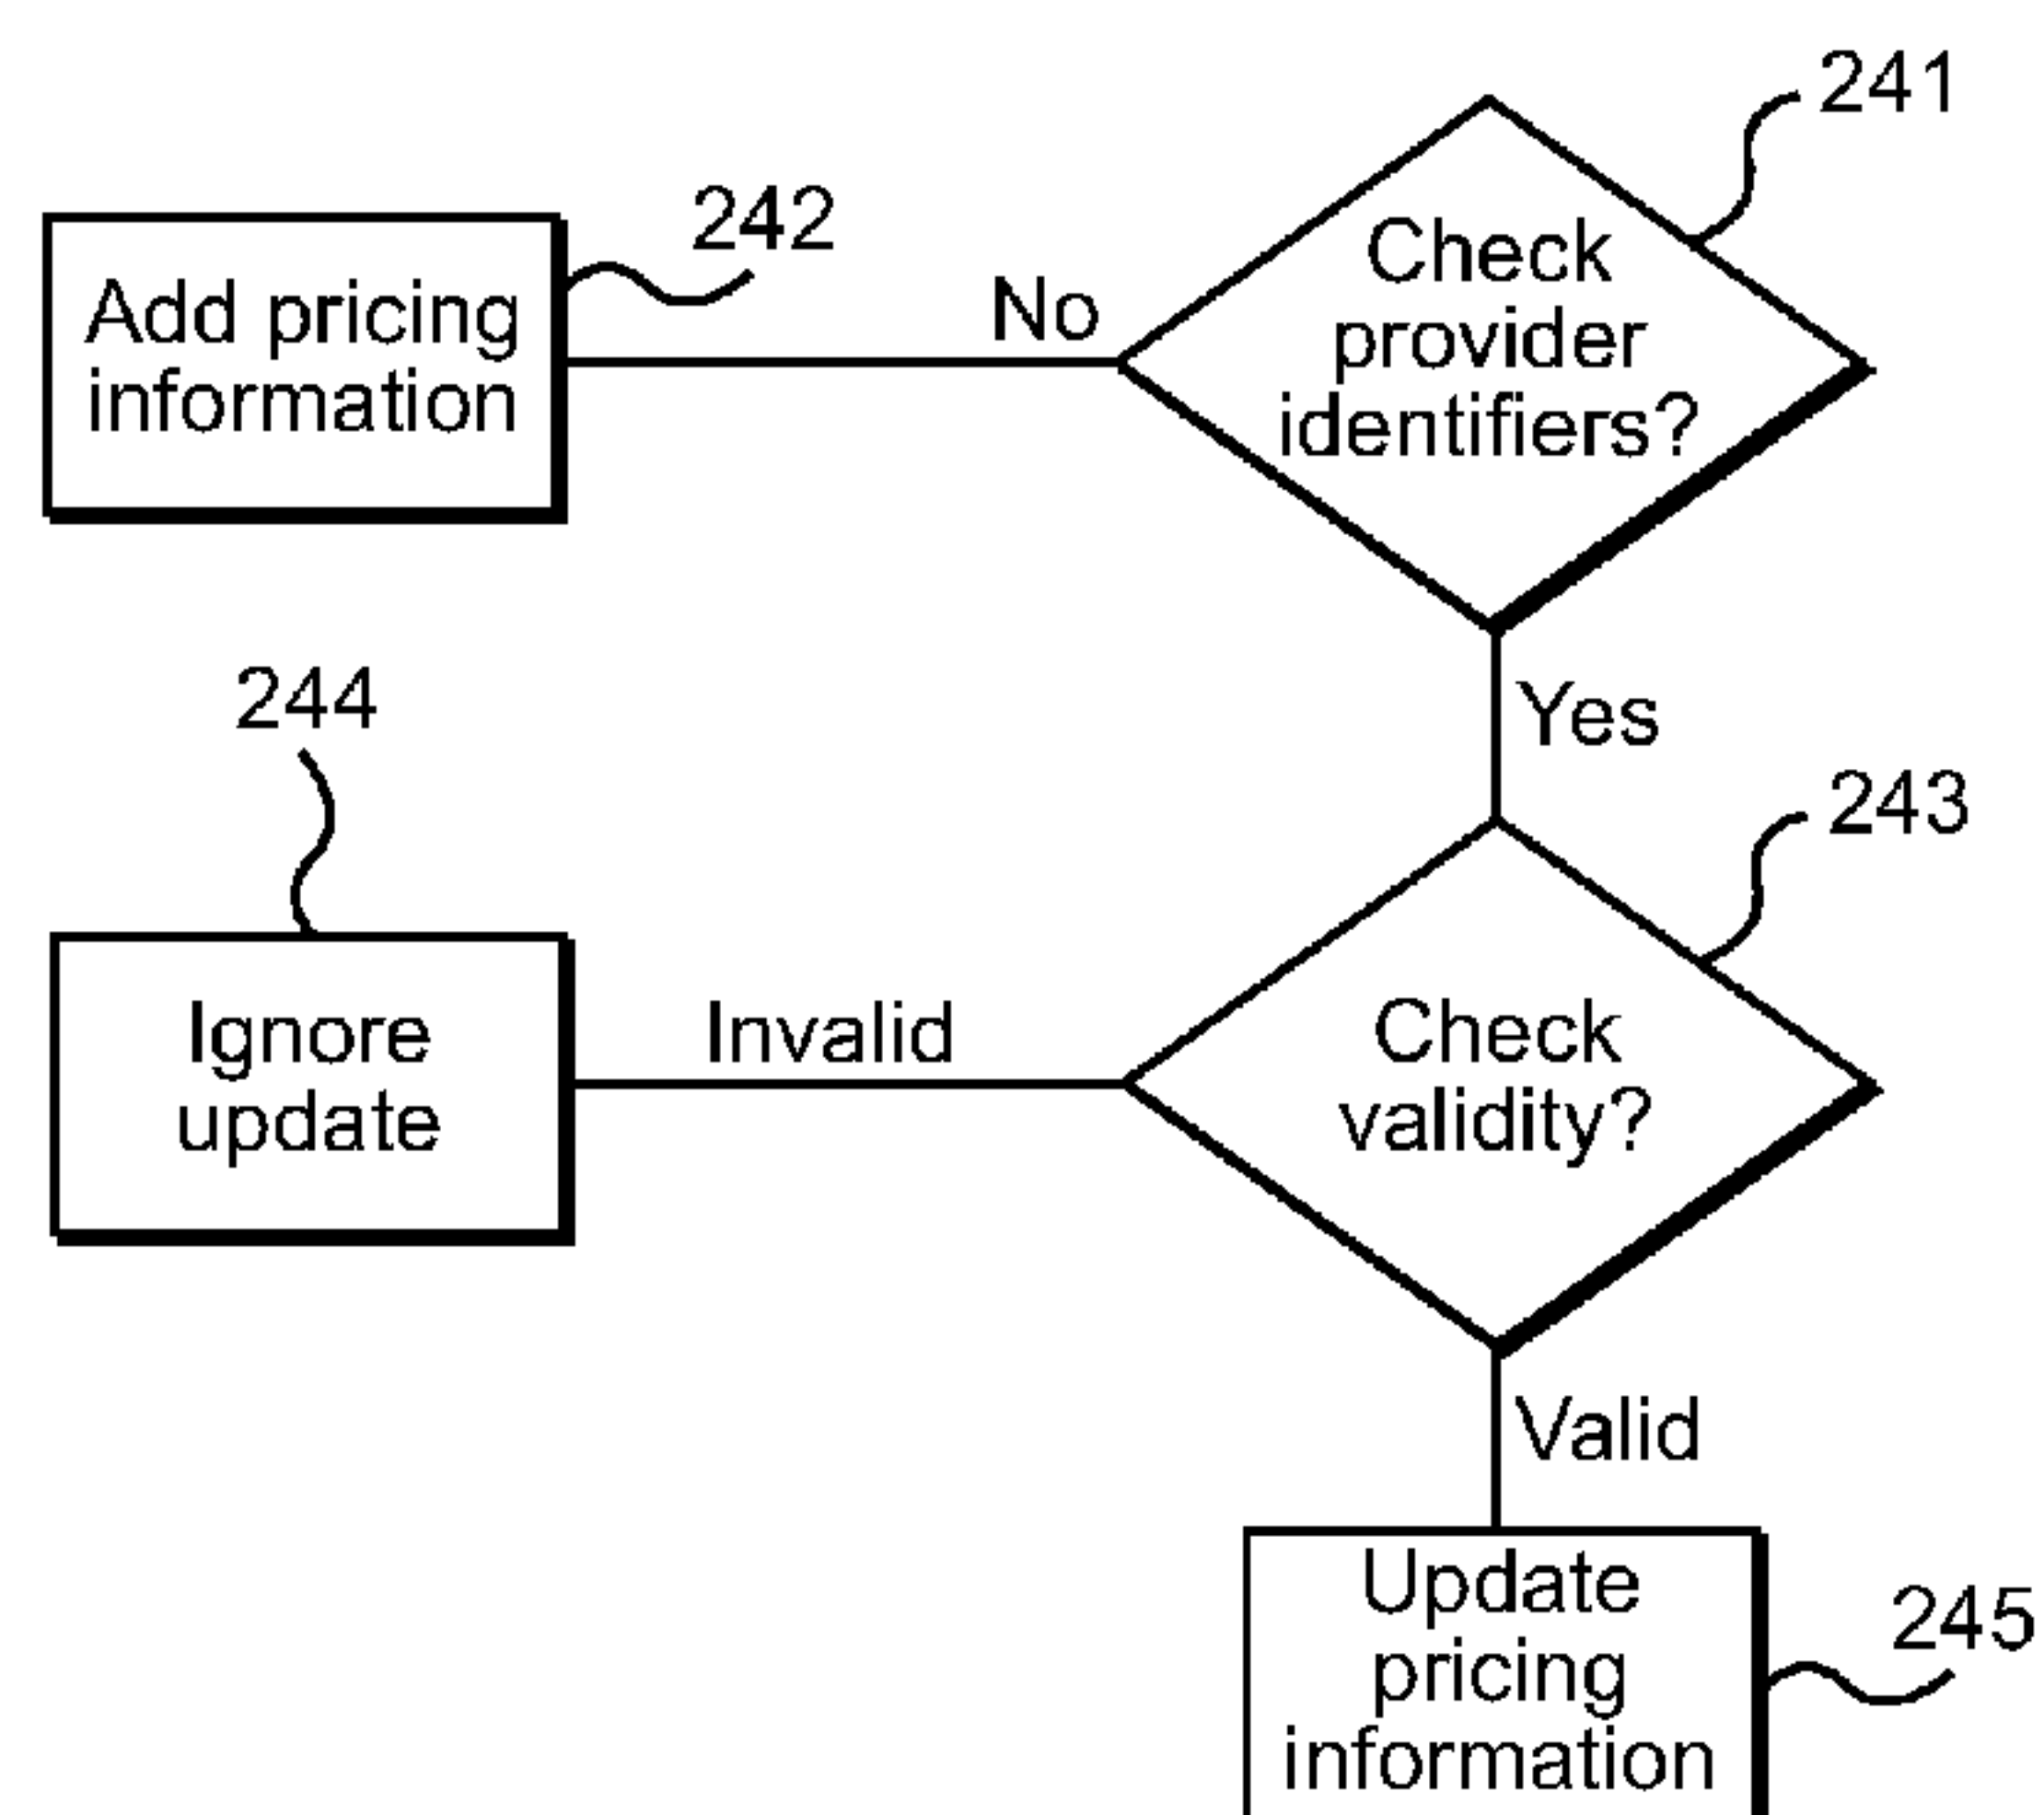 241
242
Check
provider
identifiers?
No
Add pricing
information
Yes
244
243
Check
validity?
Invalid
Ignore
update
Valid
Update
pricing
information
245